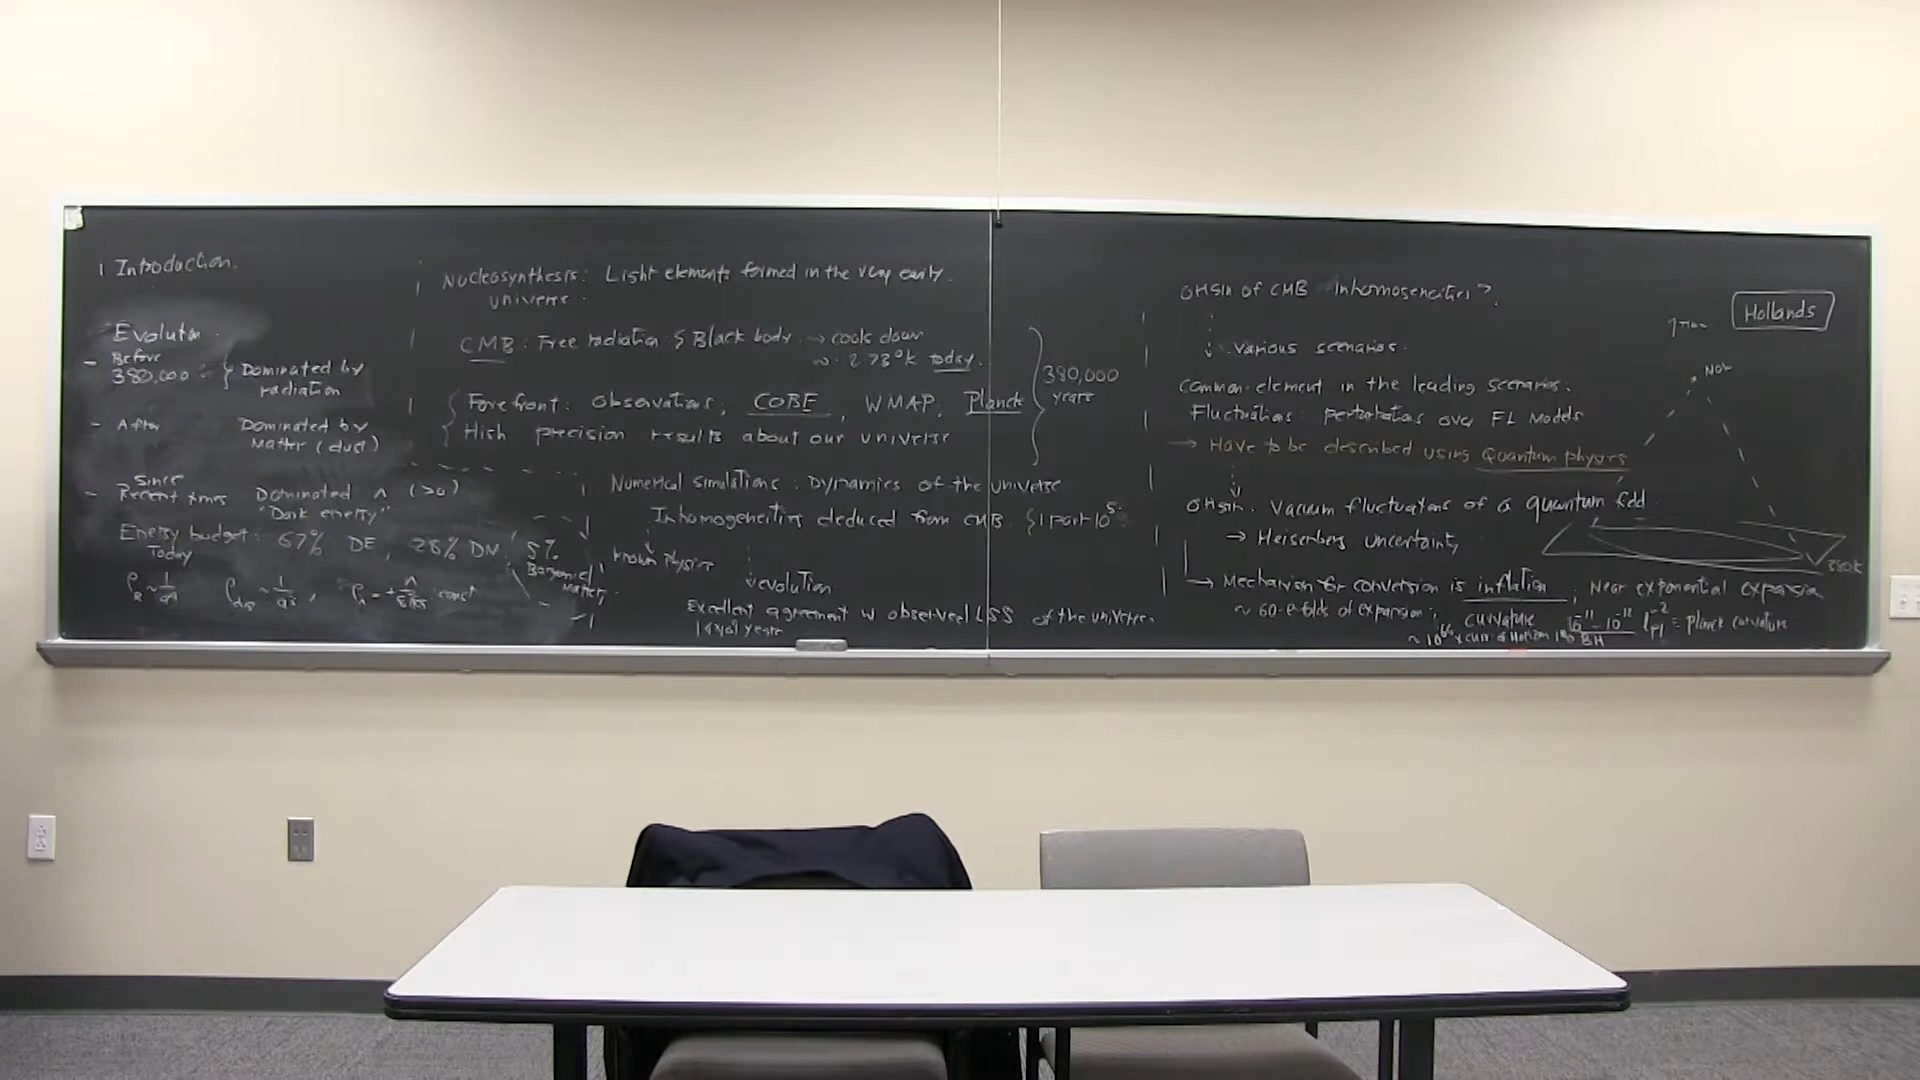 1 Introduction.
Evolution.
- Before
380,000 : { Dominated by
radiation
- After Dominated by
Matter (dust)
- Since
Recent times Dominated Λ (>0)
"Dark energy"
Energy budget: 67% DE, 28% DM, 5%
Today
Baryonic
Matter
Nucleosynthesis: Light elements formed in the very early
universe.
CMB: Free radiation & Black body → cools down
2.73°K today.
Forefront: Observations, COBE, WMAP, Planck
High precision results about our universe
380,000
years
Numerical simulations: Dynamics of the universe
Inhomogeneities deduced from CMB. { 1 part 10⁵
known Physics
evolution
Excellent agreement w observed LSS of the universe.
years
Origin of CMB Inhomogeneities?
↓ Various scenarios.
Common element in the leading scenarios.
Fluctuations: perturbations over FL Models
→ Have to be described using Quantum physics
Origin: Vacuum fluctuations of a quantum field
→ Heisenberg uncertainty
→ Mechanism for conversion is inflation, Near exponential expansion
~ 60 e-folds of expansion; curvature 10⁻¹¹ - 10⁻¹² l_Pl⁻² = Planck curvature
BH
Hollands
↑ Time
Now
380K